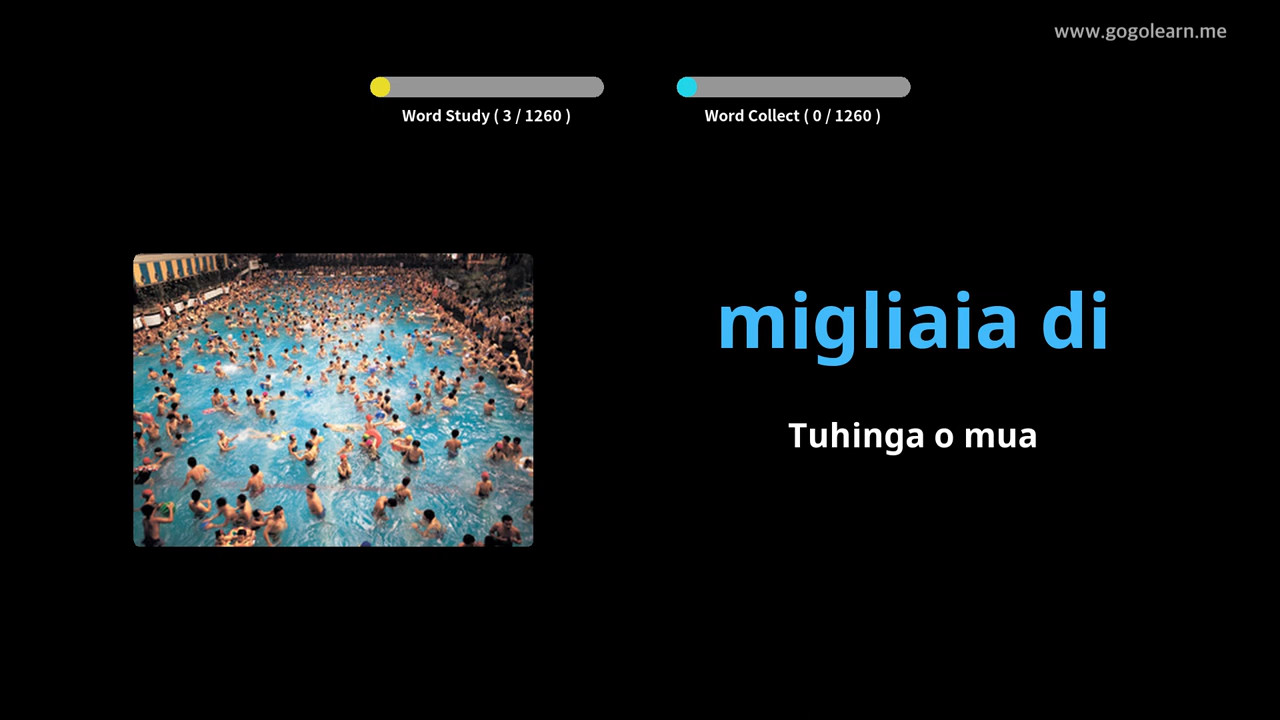 www.gogolearn.me
Word Study ( 3 / 1260 )
Word Collect ( 0 / 1260 )
migliaia di
Tuhinga o mua